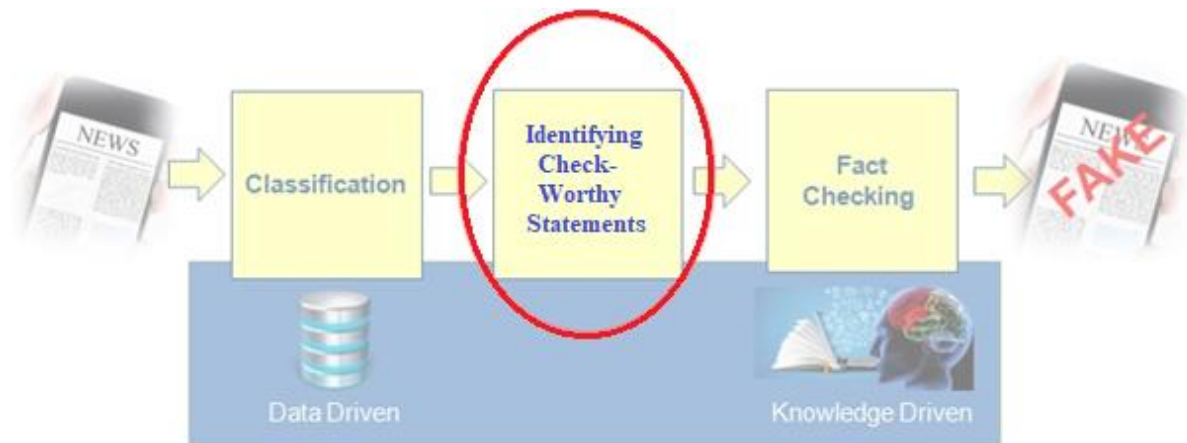 NEWS
Classification
Identifying
Check-
Worthy
Statements
Fact
Checking
NEWS
FAKE
Data Driven
Knowledge Driven